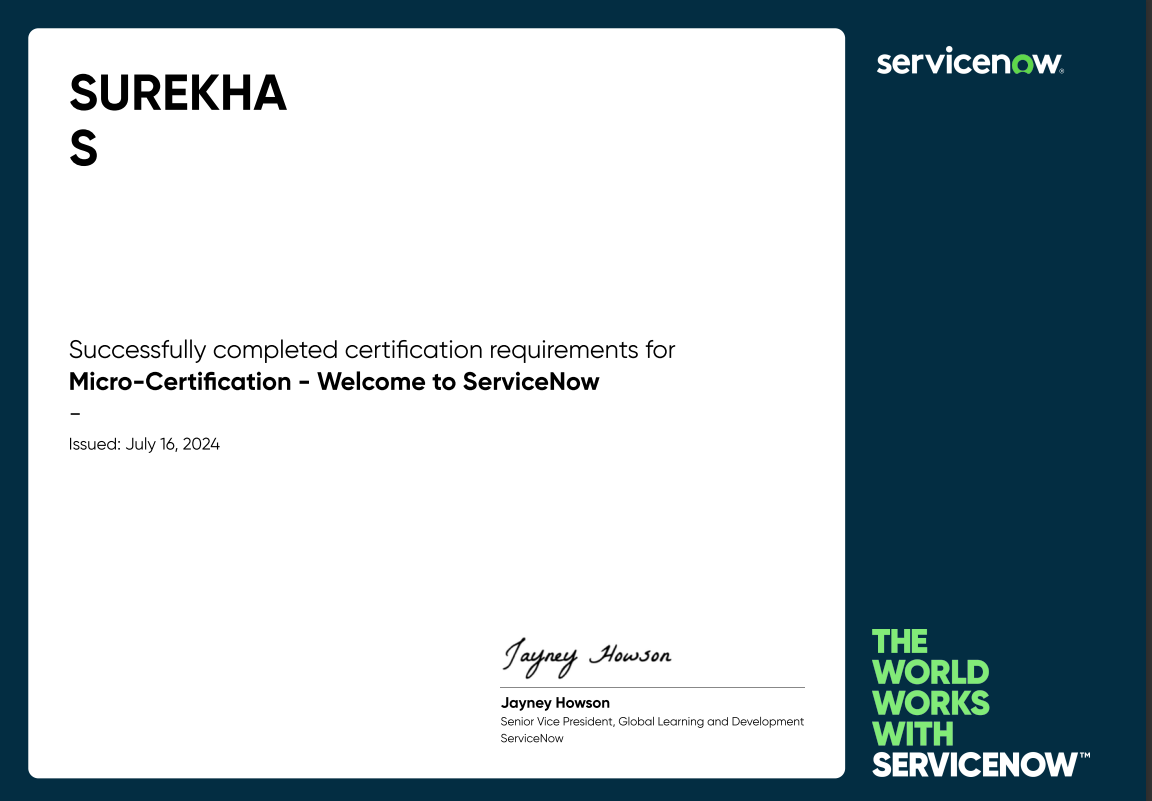 SUREKHA
S
Successfully completed certification requirements for
Micro-Certification - Welcome to ServiceNow
–
Issued: July 16, 2024
Jayney Howson
Jayney Howson
Senior Vice President, Global Learning and Development
ServiceNow
servicenow®
THE
WORLD
WORKS
WITH
SERVICENOW™